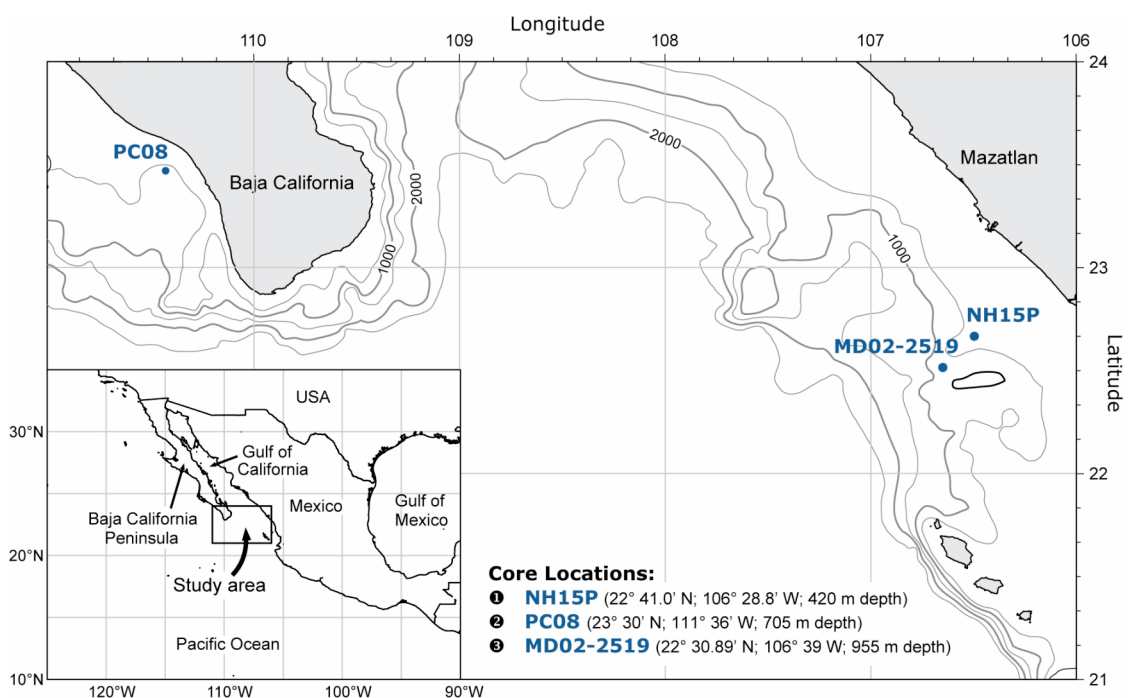 Longitude
110
109
108
107
106
24
PC08
Baja California
2000
1000
2000
Mazatlan
1000
23
NH15P
MD02-2519
Latitude
22
21
USA
30°N
Gulf of
California
Mexico
Gulf of
Mexico
Baja California
Peninsula
20°N
Study area
Pacific Ocean
10°N
120°W
110°W
100°W
90°W
Core Locations:
❶ NH15P (22° 41.0’ N; 106° 28.8’ W; 420 m depth)
❷ PC08 (23° 30’ N; 111° 36’ W; 705 m depth)
❸ MD02-2519 (22° 30.89’ N; 106° 39 W; 955 m depth)